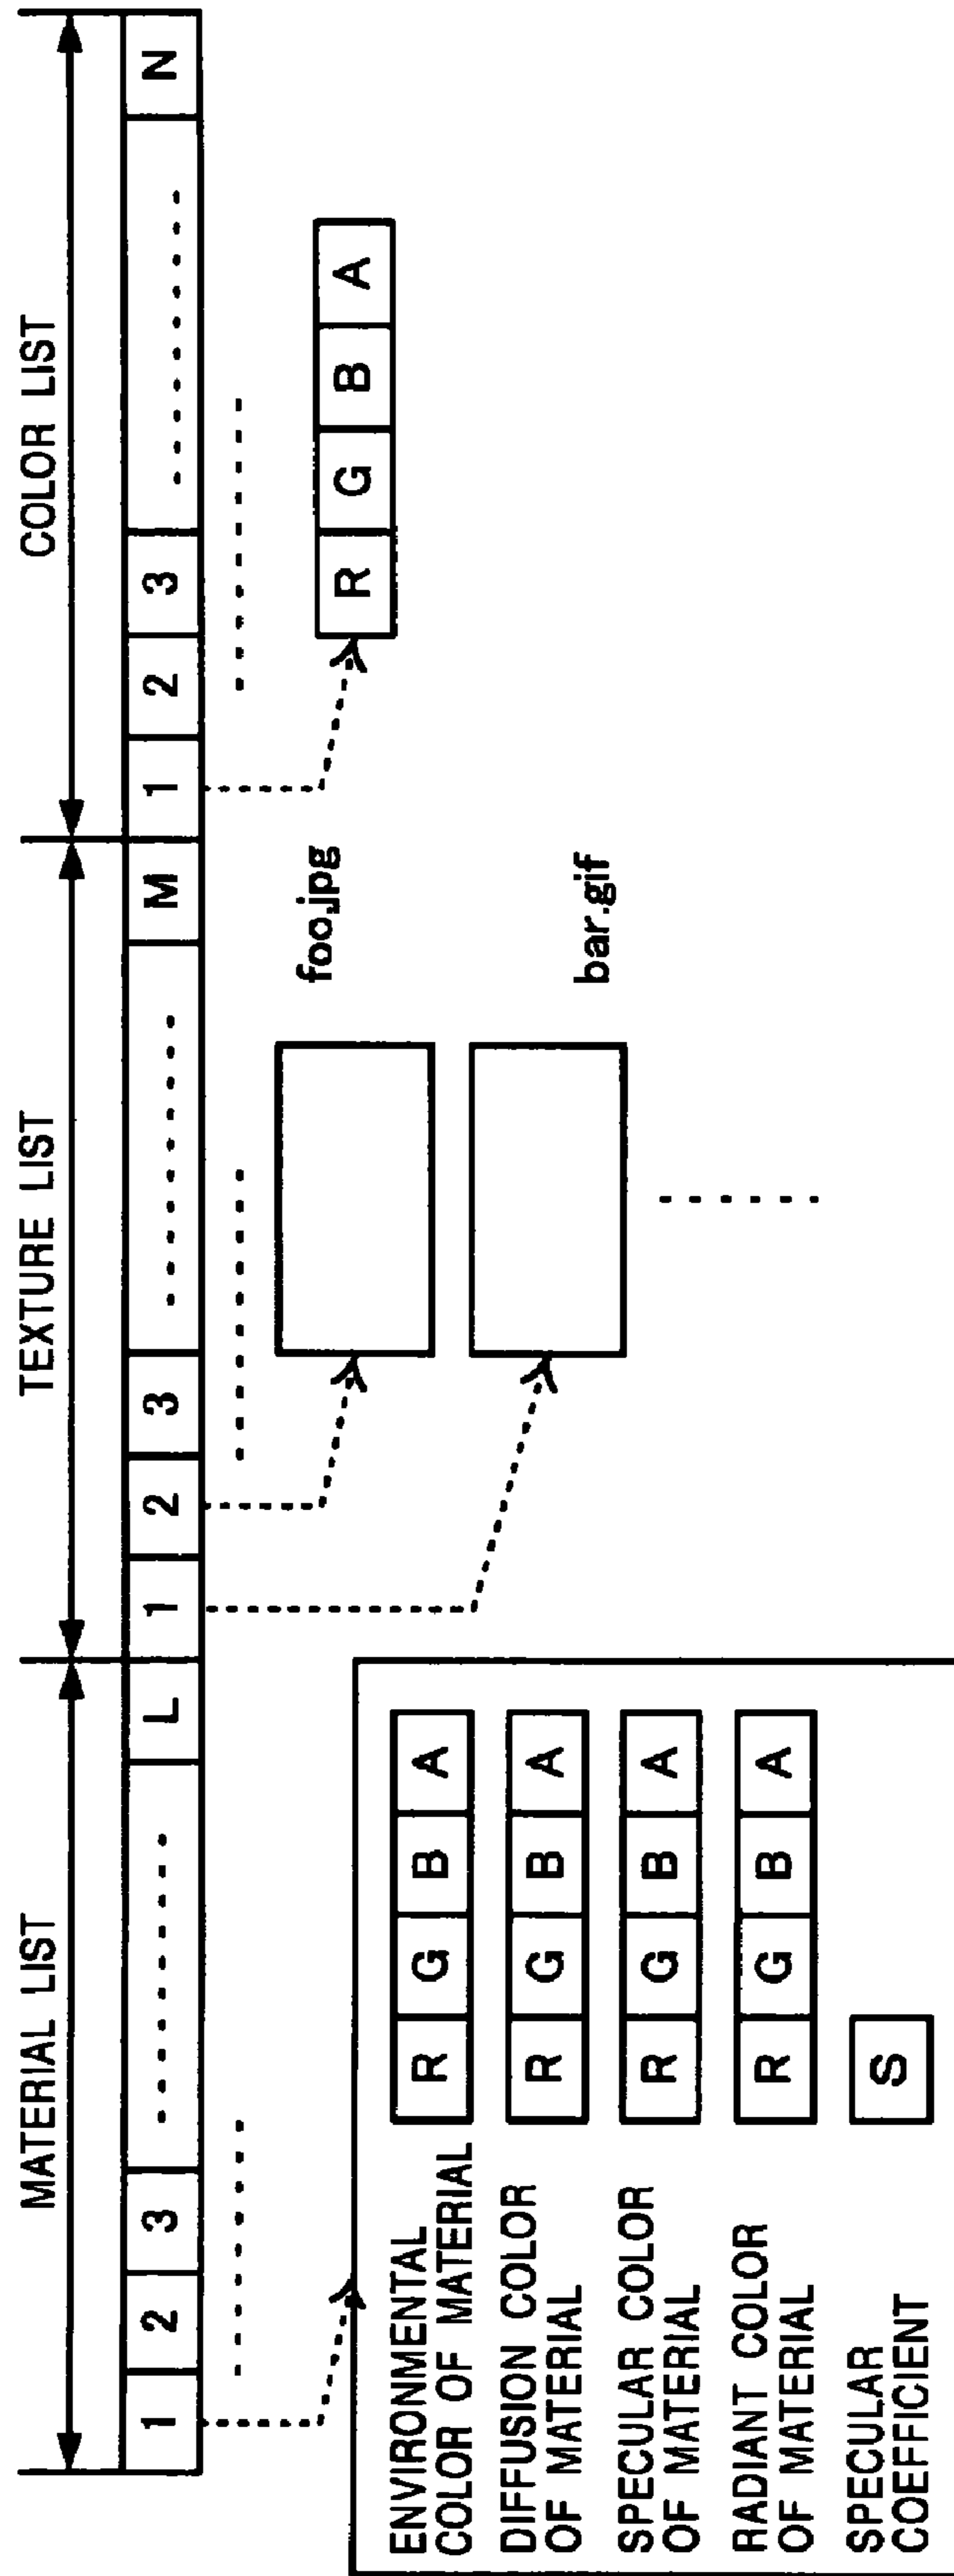 MATERIAL LIST
TEXTURE LIST
COLOR LIST
1 2 3 L 1 2 3 M 1 2 3 N
ENVIRONMENTAL
COLOR OF MATERIAL
R G B A
DIFFUSION COLOR
OF MATERIAL
R G B A
SPECULAR COLOR
OF MATERIAL
R G B A
RADIANT COLOR
OF MATERIAL
R G B A
SPECULAR
COEFFICIENT
S
foo.jpg
bar.gif
R G B A